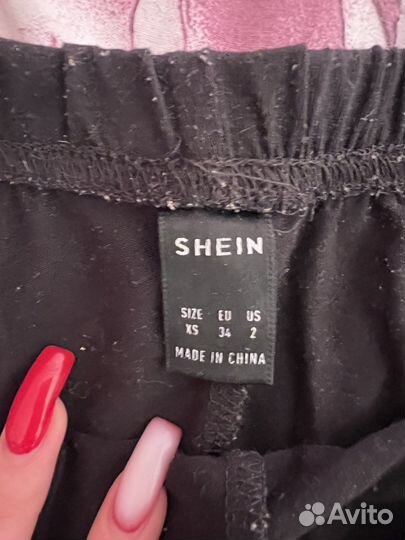 SHEIN
SIZE EU US
XS 34 2
MADE IN CHINA
Avito